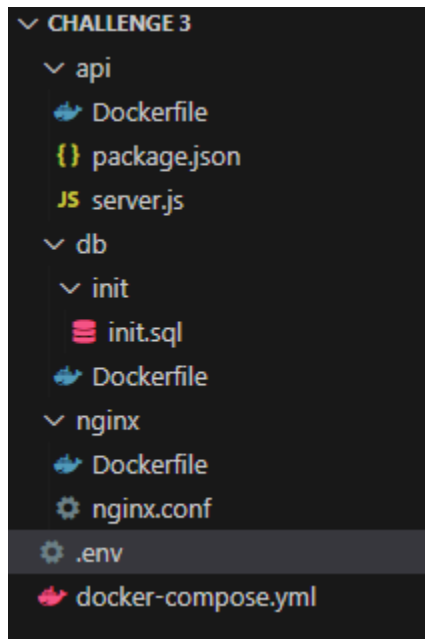 CHALLENGE 3
api
Dockerfile
{} package.json
JS server.js
db
init
init.sql
Dockerfile
nginx
Dockerfile
nginx.conf
.env
docker-compose.yml